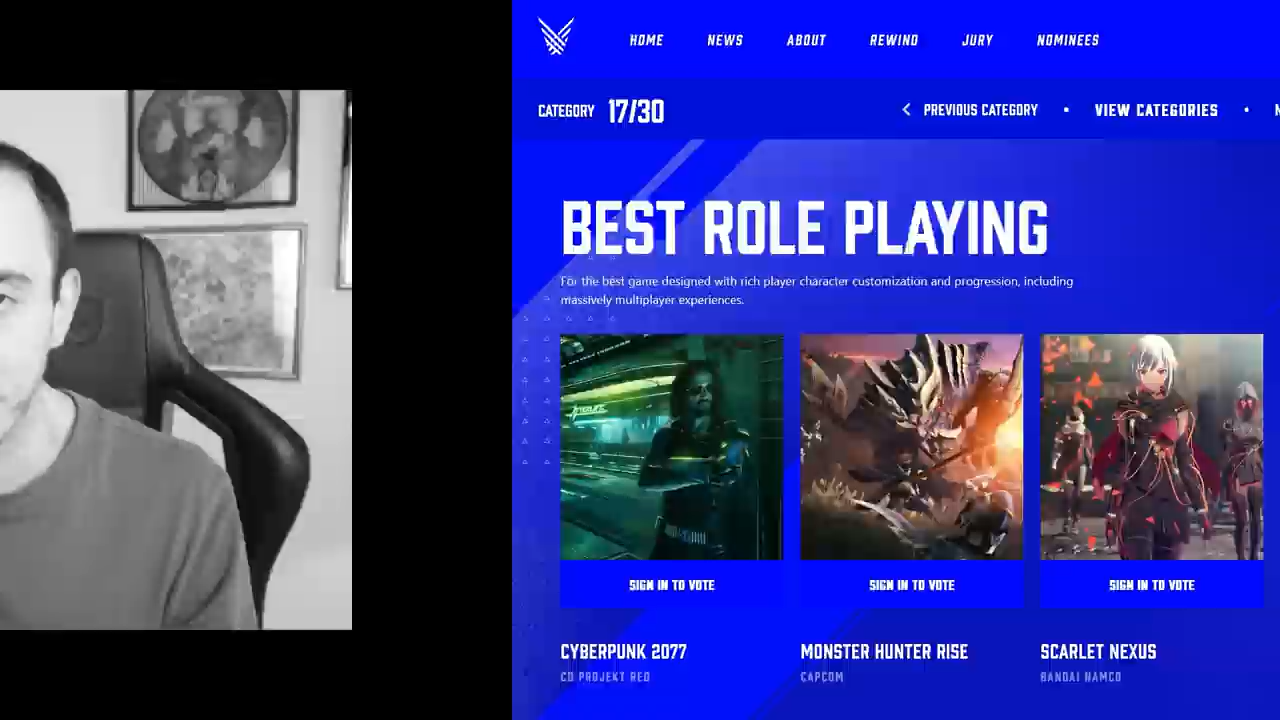 HOME NEWS ABOUT REWIND JURY NOMINEES
CATEGORY 17/30 PREVIOUS CATEGORY • VIEW CATEGORIES • N
BEST ROLE PLAYING
For the best game designed with rich player character customization and progression, including
massively multiplayer experiences.
SIGN IN TO VOTE SIGN IN TO VOTE SIGN IN TO VOTE
CYBERPUNK 2077 MONSTER HUNTER RISE SCARLET NEXUS
CD PROJEKT RED CAPCOM BANDAI NAMCO